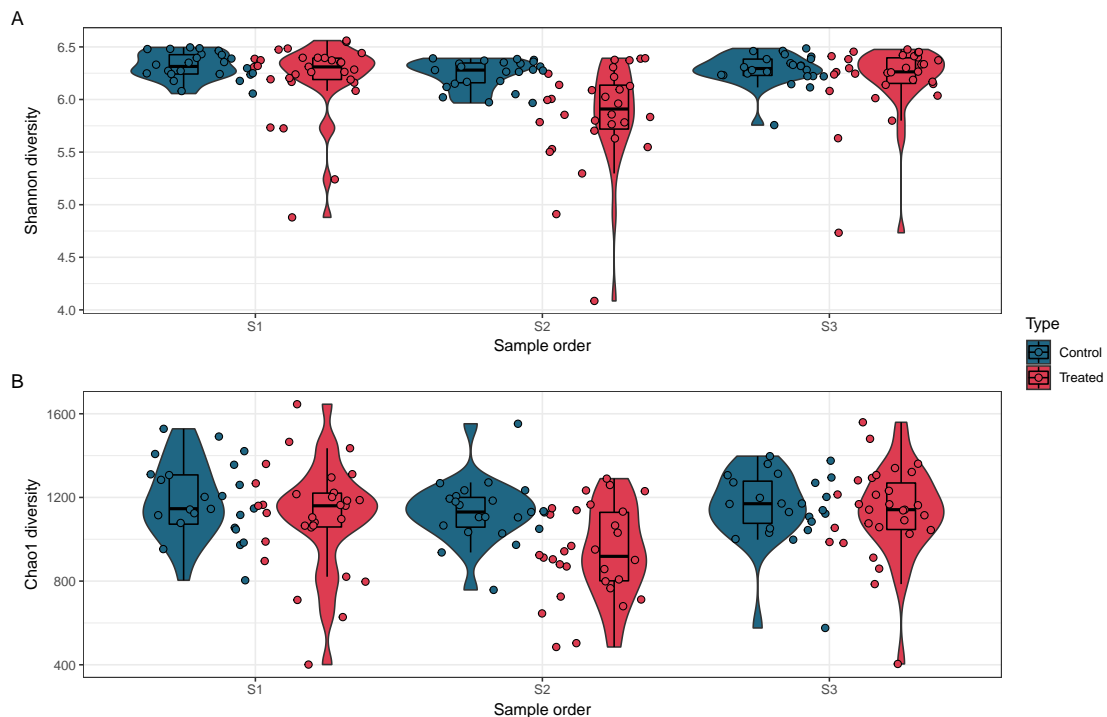 A
Shannon diversity
6.5
6.0
5.5
5.0
4.5
4.0
S1
S2
S3
Sample order
Type
Control
Treated
B
Chao1 diversity
1600
1200
800
400
S1
S2
S3
Sample order